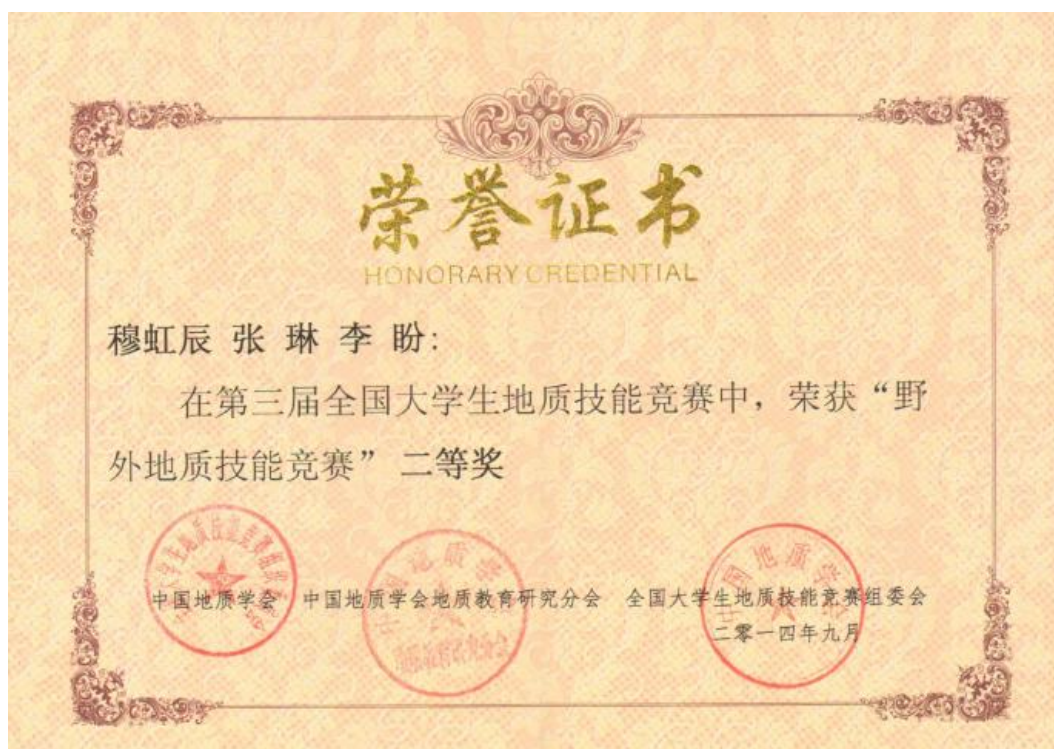 荣誉证书
HONORARY CREDENTIAL
穆虹辰 张 琳 李 盼:
在第三届全国大学生地质技能竞赛中，荣获“野
外地质技能竞赛”二等奖
中国地质学会 中国地质学会地质教育研究分会 全国大学生地质技能竞赛组委会
二零一四年九月